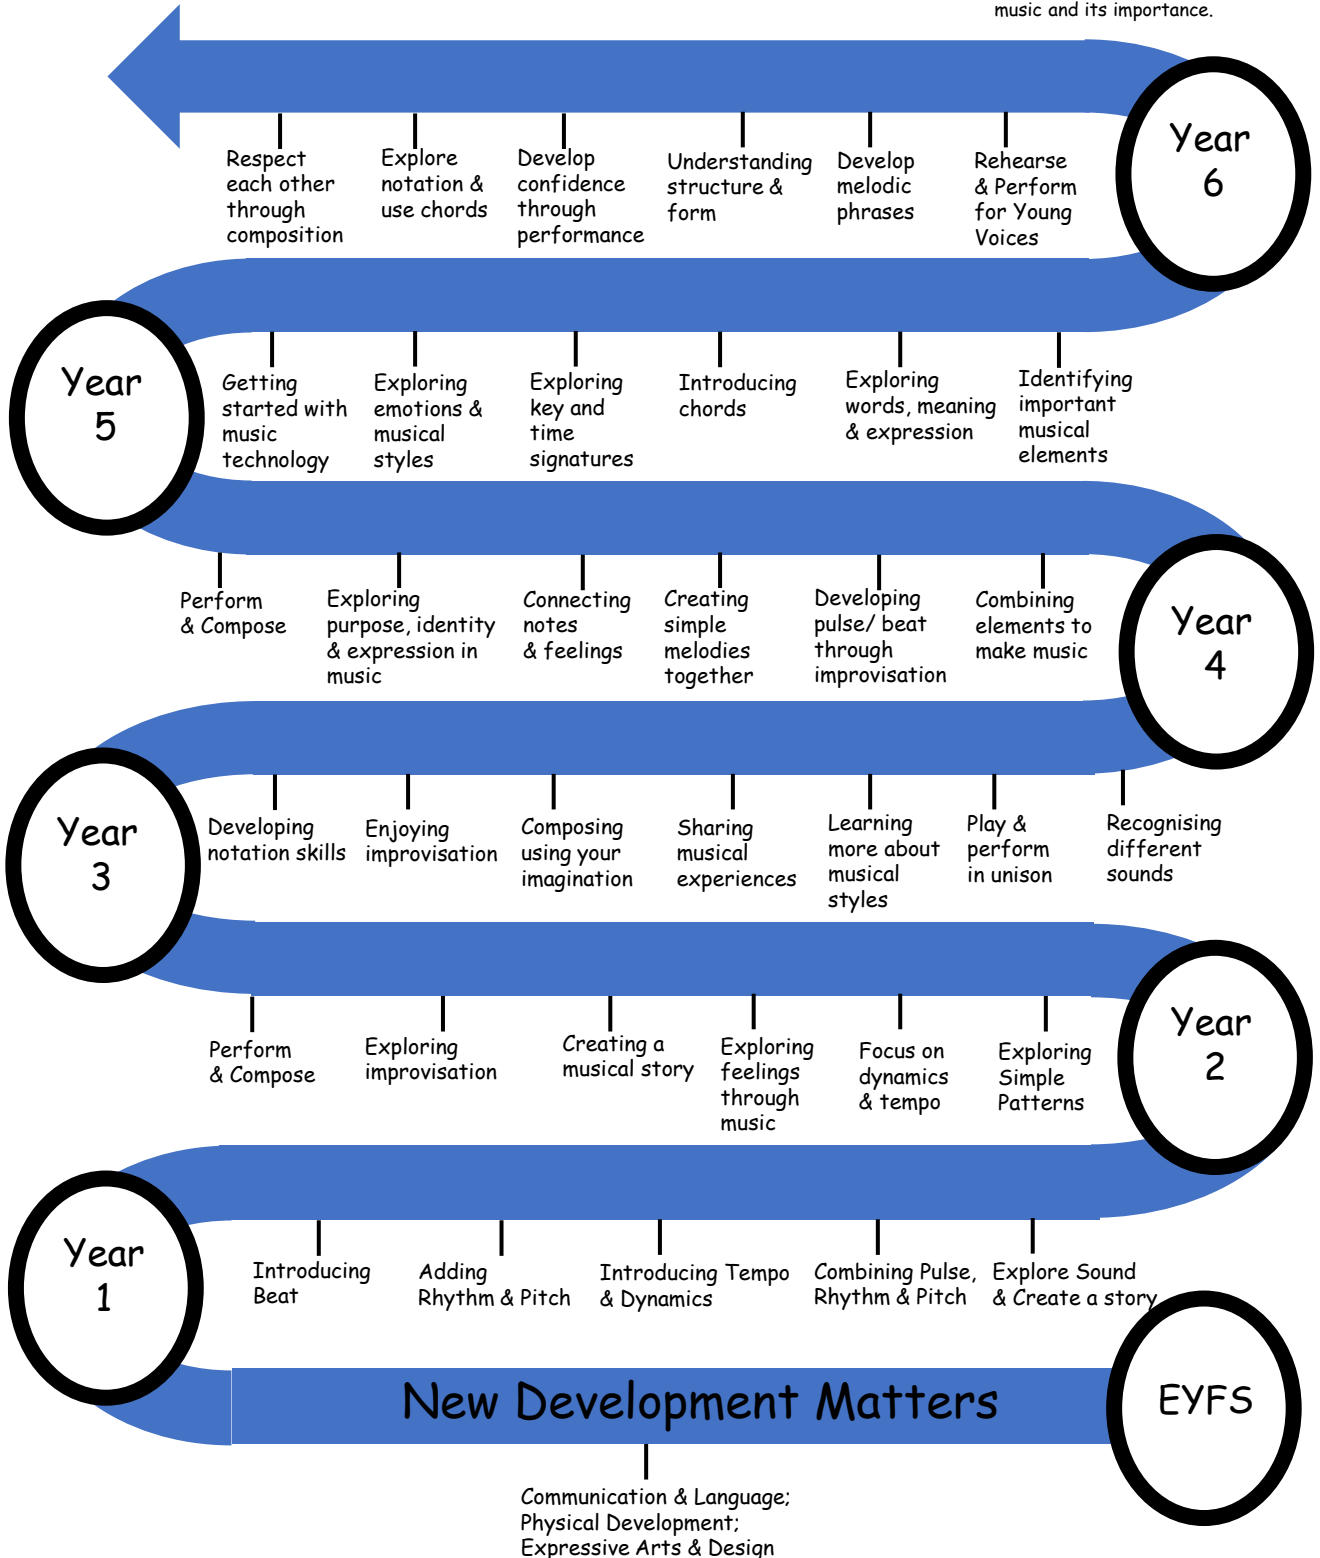 music and its importance.
Year
6
Respect
each other
through
composition
Explore
notation &
use chords
Develop
confidence
through
performance
Understanding
structure &
form
Develop
melodic
phrases
Rehearse
& Perform
for Young
Voices
Year
5
Getting
started with
music
technology
Exploring
emotions &
musical
styles
Exploring
key and
time
signatures
Introducing
chords
Exploring
words, meaning
& expression
Identifying
important
musical
elements
Year
4
Perform
& Compose
Exploring
purpose, identity
& expression in
music
Connecting
notes
& feelings
Creating
simple
melodies
together
Developing
pulse/ beat
through
improvisation
Combining
elements to
make music
Year
3
Developing
notation skills
Enjoying
improvisation
Composing
using your
imagination
Sharing
musical
experiences
Learning
more about
musical
styles
Play &
perform
in unison
Recognising
different
sounds
Year
2
Perform
& Compose
Exploring
improvisation
Creating a
musical story
Exploring
feelings
through
music
Focus on
dynamics
& tempo
Exploring
Simple
Patterns
Year
1
Introducing
Beat
Adding
Rhythm & Pitch
Introducing Tempo
& Dynamics
Combining Pulse,
Rhythm & Pitch
Explore Sound
& Create a story
New Development Matters
EYFS
Communication & Language;
Physical Development;
Expressive Arts & Design